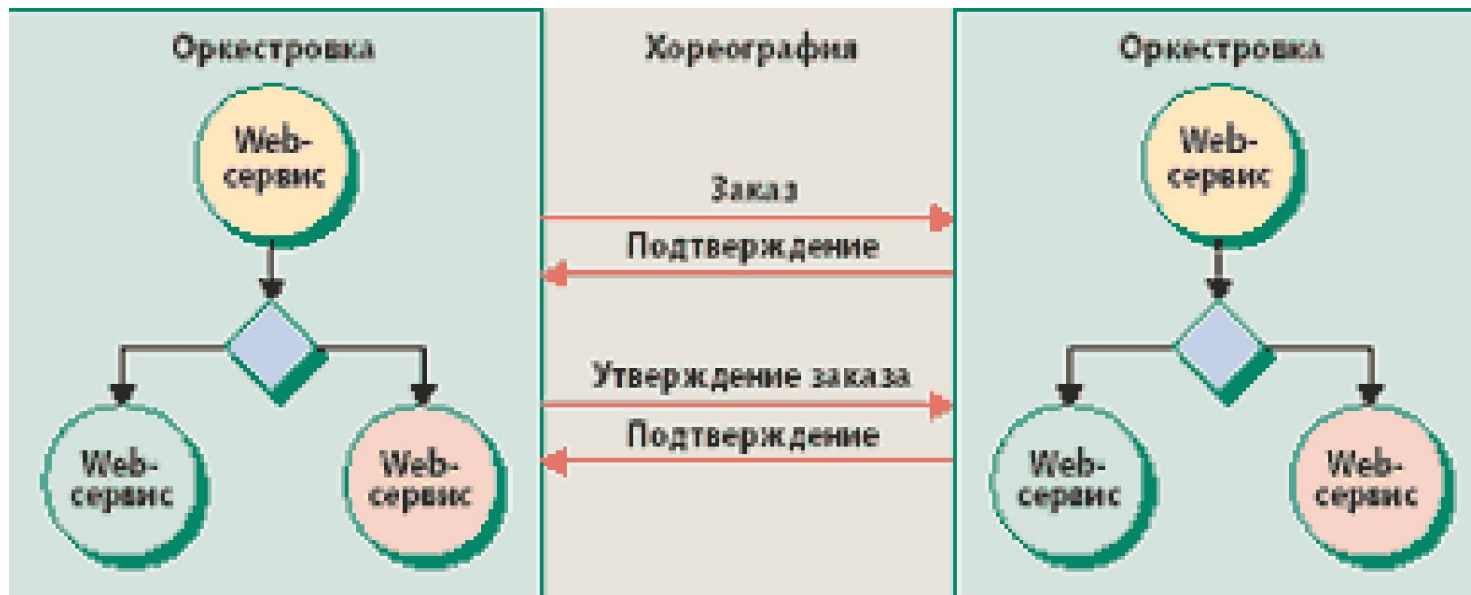 Оркестровка
Web-
сервис
Web-
сервис
Web-
сервис
Хореография
Заказ
Подтверждение
Утверждение заказа
Подтверждение
Оркестровка
Web-
сервис
Web-
сервис
Web-
сервис